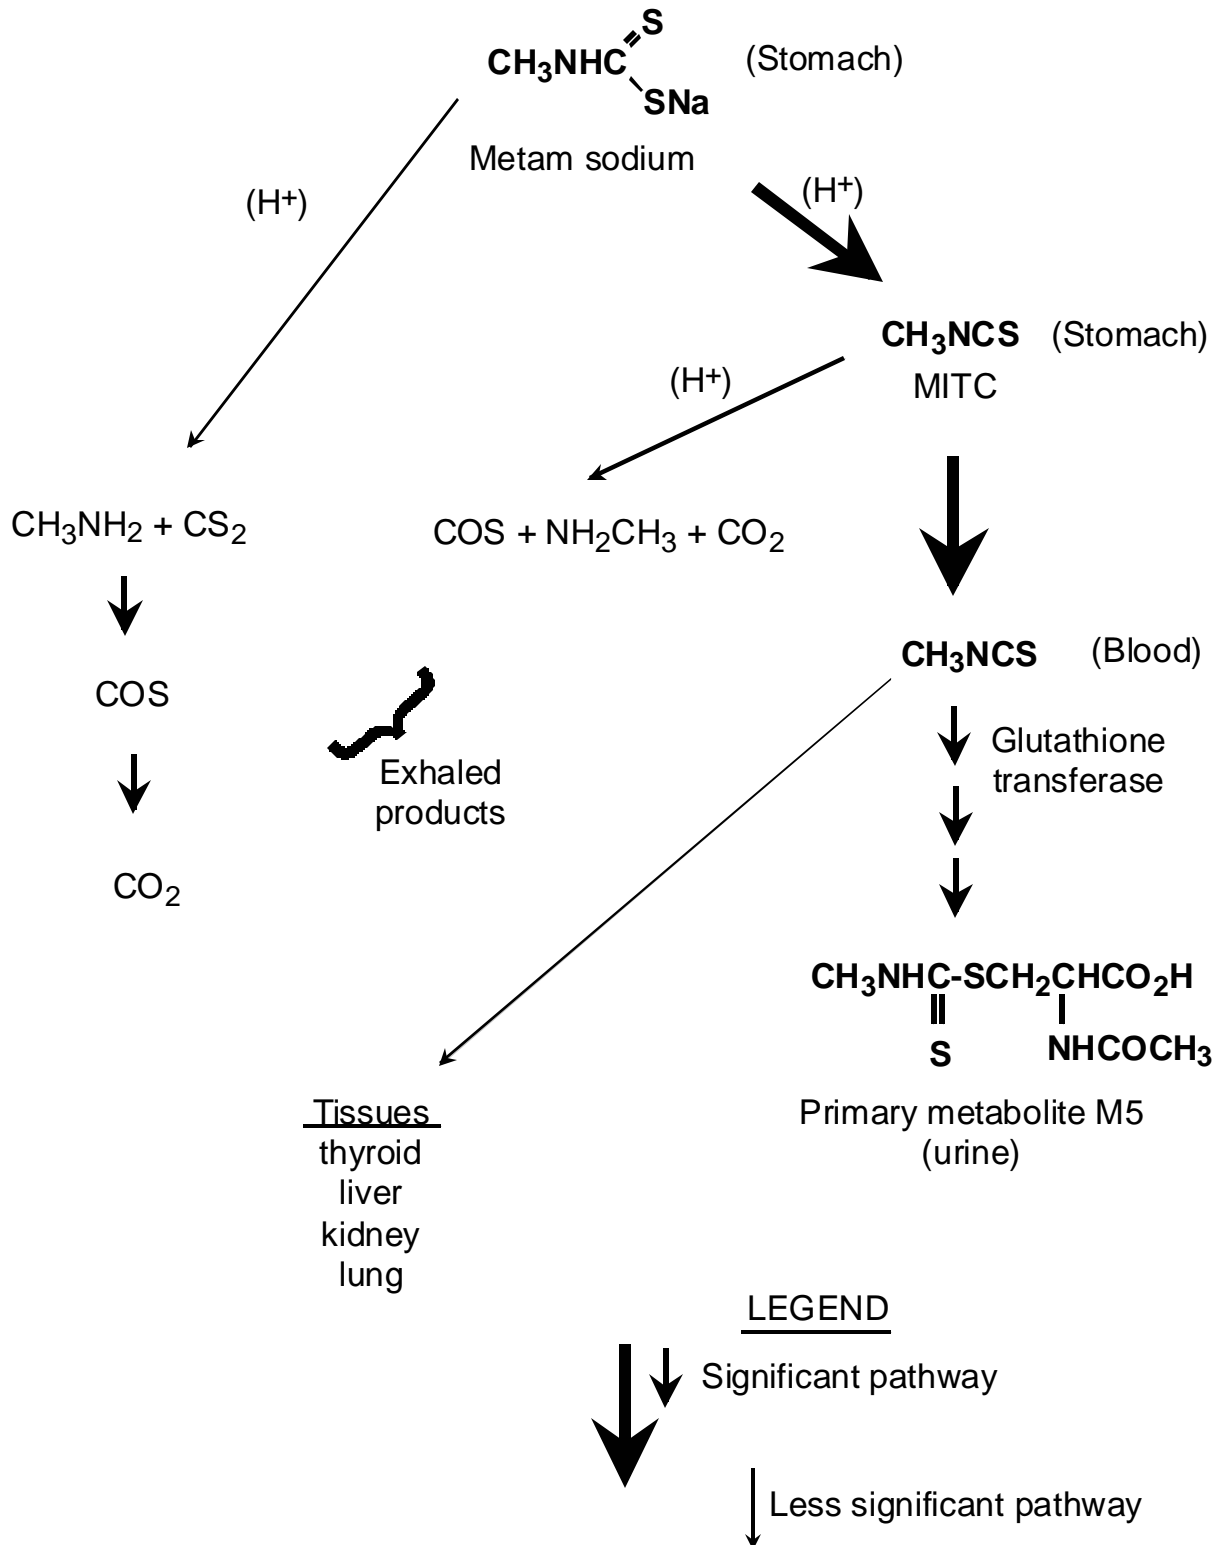 S
CH3NHC (Stomach)
SNa
Metam sodium
(H+)
(H+)
CH3NCS (Stomach)
MITC
(H+)
CH3NH2 + CS2
COS + NH2CH3 + CO2
CH3NCS (Blood)
COS
Glutathione
transferase
Exhaled
products
CO2
CH3NHC-SCH2CHCO2H
S NHCOCH3
Primary metabolite M5
(urine)
Tissues
thyroid
liver
kidney
lung
LEGEND
Significant pathway
Less significant pathway